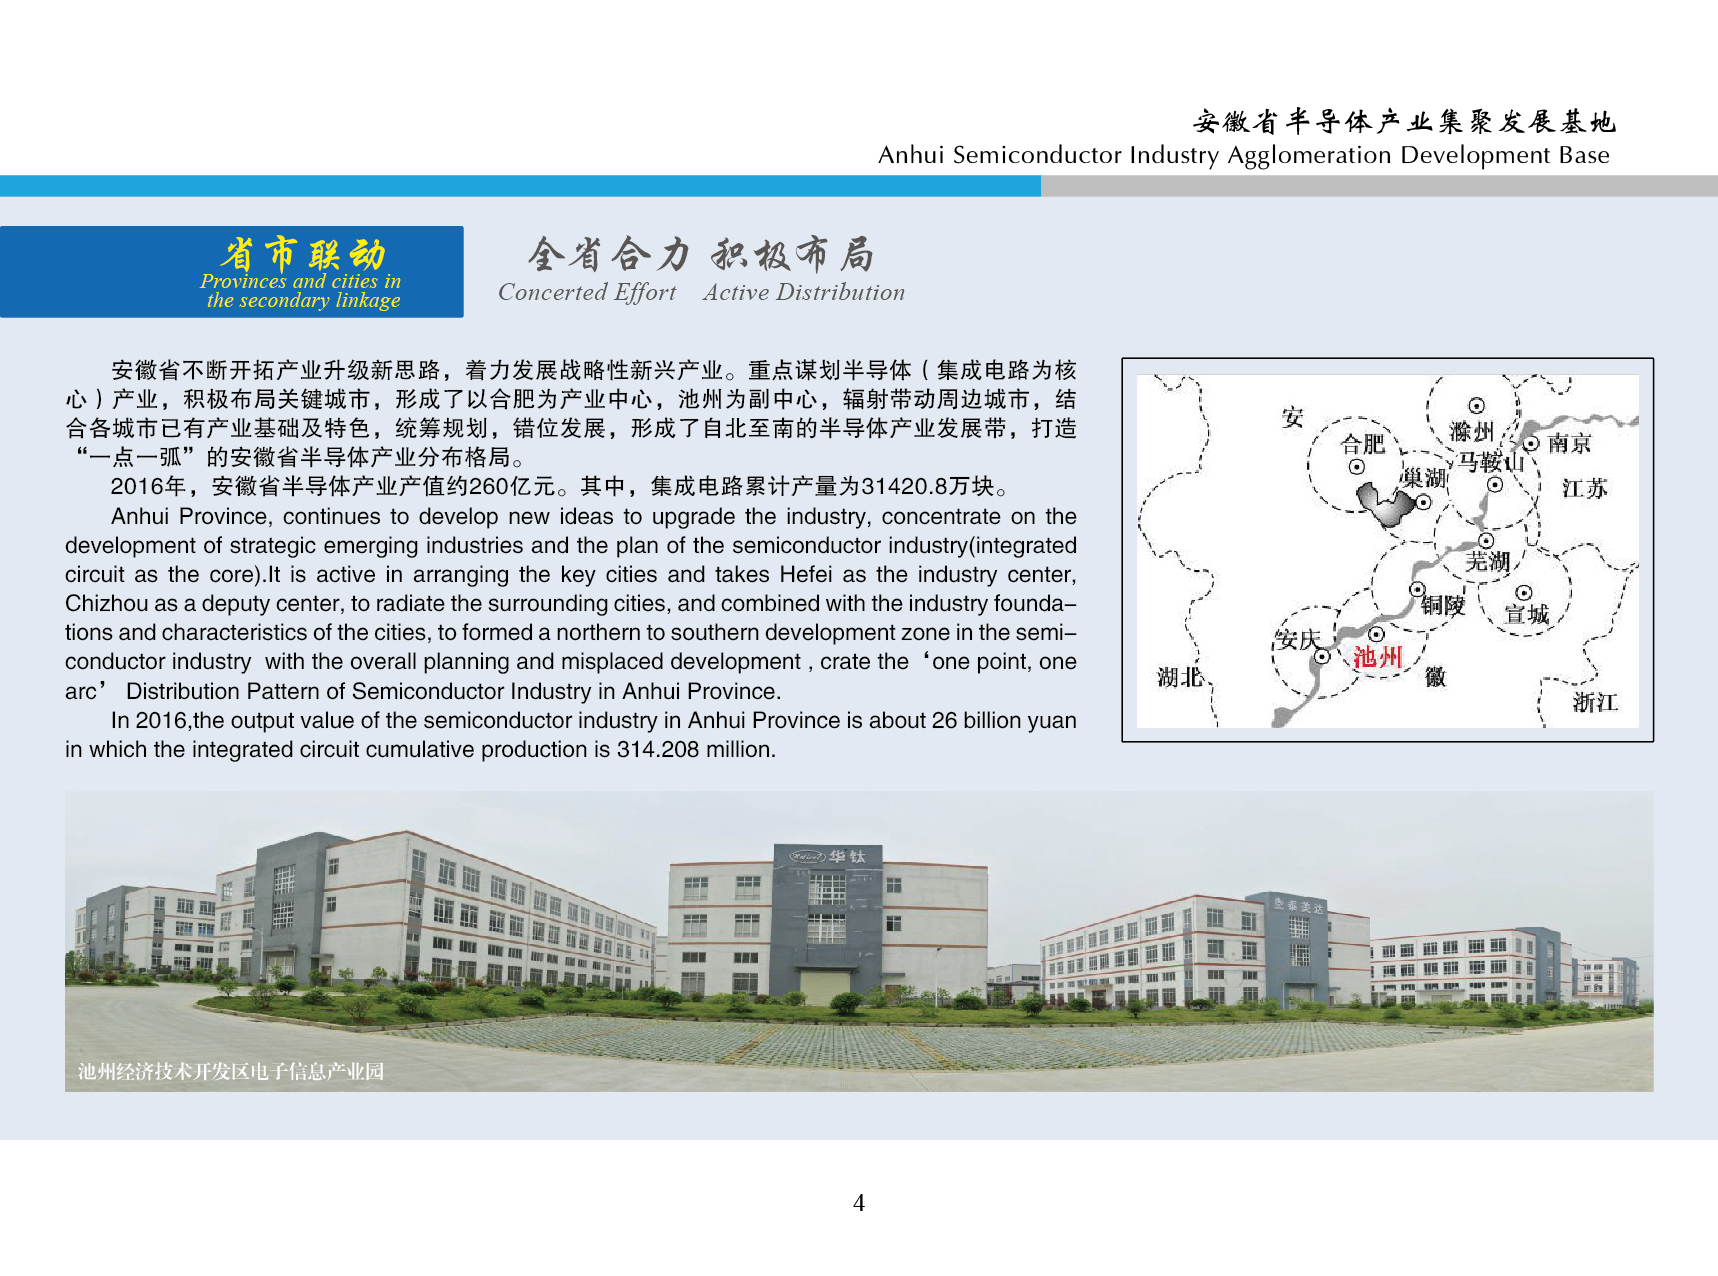 安徽省半导体产业集聚发展基地
Anhui Semiconductor Industry Agglomeration Development Base
省市联动
Provinces and cities in
the secondary linkage
全省合力 积极布局
Concerted Effort Active Distribution
安徽省不断开拓产业升级新思路，着力发展战略性新兴产业。重点谋划半导体（集成电路为核
心）产业，积极布局关键城市，形成了以合肥为产业中心，池州为副中心，辐射带动周边城市，结
合各城市已有产业基础及特色，统筹规划，错位发展，形成了自北至南的半导体产业发展带，打造
“一点一弧”的安徽省半导体产业分布格局。
2016年，安徽省半导体产业产值约260亿元。其中，集成电路累计产量为31420.8万块。
Anhui Province, continues to develop new ideas to upgrade the industry, concentrate on the
development of strategic emerging industries and the plan of the semiconductor industry(integrated
circuit as the core).It is active in arranging the key cities and takes Hefei as the industry center,
Chizhou as a deputy center, to radiate the surrounding cities, and combined with the industry founda-
tions and characteristics of the cities, to formed a northern to southern development zone in the semi-
conductor industry with the overall planning and misplaced development , crate the ‘one point, one
arc’ Distribution Pattern of Semiconductor Industry in Anhui Province.
In 2016,the output value of the semiconductor industry in Anhui Province is about 26 billion yuan
in which the integrated circuit cumulative production is 314.208 million.
安
滁州
合肥
南京
马鞍山
巢湖
江苏
芜湖
铜陵
宣城
安庆
池州
湖北
徽
浙江
华钛
泰美达
池州经济技术开发区电子信息产业园
4